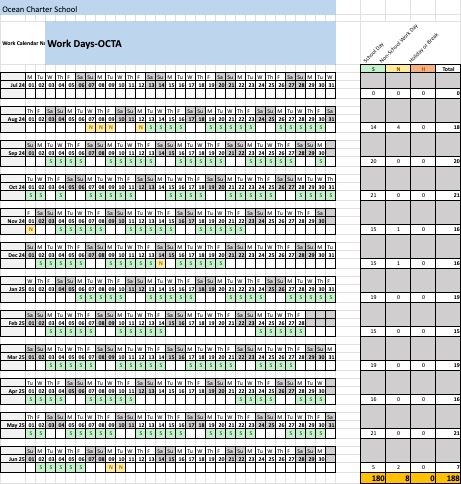 Ocean Charter School
Work Calendar Na Work Days-OCTA
School Day
Non-School Work Day
Holiday or Break
S N H Total
M Tu W Th F Sa Su M Tu W Th F Sa Su M Tu W Th F Sa Su M Tu W Th F Sa Su M Tu W
Jul 24 01 02 03 04 05 06 07 08 09 10 11 12 13 14 15 16 17 18 19 20 21 22 23 24 25 26 27 28 29 30 31
0 0 0 0
Th F Sa Su M Tu W Th F Sa Su M Tu W Th F Sa Su M Tu W Th F Sa Su M Tu W Th F Sa
Aug 24 01 02 03 04 05 06 07 08 09 10 11 12 13 14 15 16 17 18 19 20 21 22 23 24 25 26 27 28 29 30 31
N N N N S S S S S S S S S S S S S S 14 4 0 18
Su M Tu W Th F Sa Su M Tu W Th F Sa Su M Tu W Th F Sa Su M Tu W Th F Sa Su M
Sep 24 01 02 03 04 05 06 07 08 09 10 11 12 13 14 15 16 17 18 19 20 21 22 23 24 25 26 27 28 29 30
S S S S S S S S S S S S S S S S S S S S 20 0 0 20
Tu W Th F Sa Su M Tu W Th F Sa Su M Tu W Th F Sa Su M Tu W Th F Sa Su M Tu W Th
Oct 24 01 02 03 04 05 06 07 08 09 10 11 12 13 14 15 16 17 18 19 20 21 22 23 24 25 26 27 28 29 30 31
S S S S S S S S S S S S S S S S S S S S S 21 0 0 21
F Sa Su M Tu W Th F Sa Su M Tu W Th F Sa Su M Tu W Th F Sa Su M Tu W Th F Sa
Nov 24 01 02 03 04 05 06 07 08 09 10 11 12 13 14 15 16 17 18 19 20 21 22 23 24 25 26 27 28 29 30
N S S S S S S S S S S S S S S S 15 1 0 16
Su M Tu W Th F Sa Su M Tu W Th F Sa Su M Tu W Th F Sa Su M Tu W Th F Sa Su M Tu
Dec 24 01 02 03 04 05 06 07 08 09 10 11 12 13 14 15 16 17 18 19 20 21 22 23 24 25 26 27 28 29 30 31
S S S S S S S S S N S S S S S S 15 1 0 16
W Th F Sa Su M Tu W Th F Sa Su M Tu W Th F Sa Su M Tu W Th F Sa Su M Tu W Th F
Jan 25 01 02 03 04 05 06 07 08 09 10 11 12 13 14 15 16 17 18 19 20 21 22 23 24 25 26 27 28 29 30 31
S S S S S S S S S S S S S S S S S S S 19 0 0 19
Sa Su M Tu W Th F Sa Su M Tu W Th F Sa Su M Tu W Th F Sa Su M Tu W Th F
Feb 25 01 02 03 04 05 06 07 08 09 10 11 12 13 14 15 16 17 18 19 20 21 22 23 24 25 26 27 28
S S S S S S S S S S S S S S S 15 0 0 15
Sa Su M Tu W Th F Sa Su M Tu W Th F Sa Su M Tu W Th F Sa Su M Tu W Th F Sa Su M
Mar 25 01 02 03 04 05 06 07 08 09 10 11 12 13 14 15 16 17 18 19 20 21 22 23 24 25 26 27 28 29 30 31
S S S S S S S S S S S S S S S S S S S 19 0 0 19
Tu W Th F Sa Su M Tu W Th F Sa Su M Tu W Th F Sa Su M Tu W Th F Sa Su M Tu W
Apr 25 01 02 03 04 05 06 07 08 09 10 11 12 13 14 15 16 17 18 19 20 21 22 23 24 25 26 27 28 29 30
S S S S S S S S S S S S S S S S 16 0 0 16
Th F Sa Su M Tu W Th F Sa Su M Tu W Th F Sa Su M Tu W Th F Sa Su M Tu W Th F Sa
May 25 01 02 03 04 05 06 07 08 09 10 11 12 13 14 15 16 17 18 19 20 21 22 23 24 25 26 27 28 29 30 31
S S S S S S S S S S S S S S S S S S S S S 21 0 0 21
Su M Tu W Th F Sa Su M Tu W Th F Sa Su M Tu W Th F Sa Su M Tu W Th F Sa Su M
Jun 25 01 02 03 04 05 06 07 08 09 10 11 12 13 14 15 16 17 18 19 20 21 22 23 24 25 26 27 28 29 30
S S S S S N N 5 2 0 7
180 8 0 188